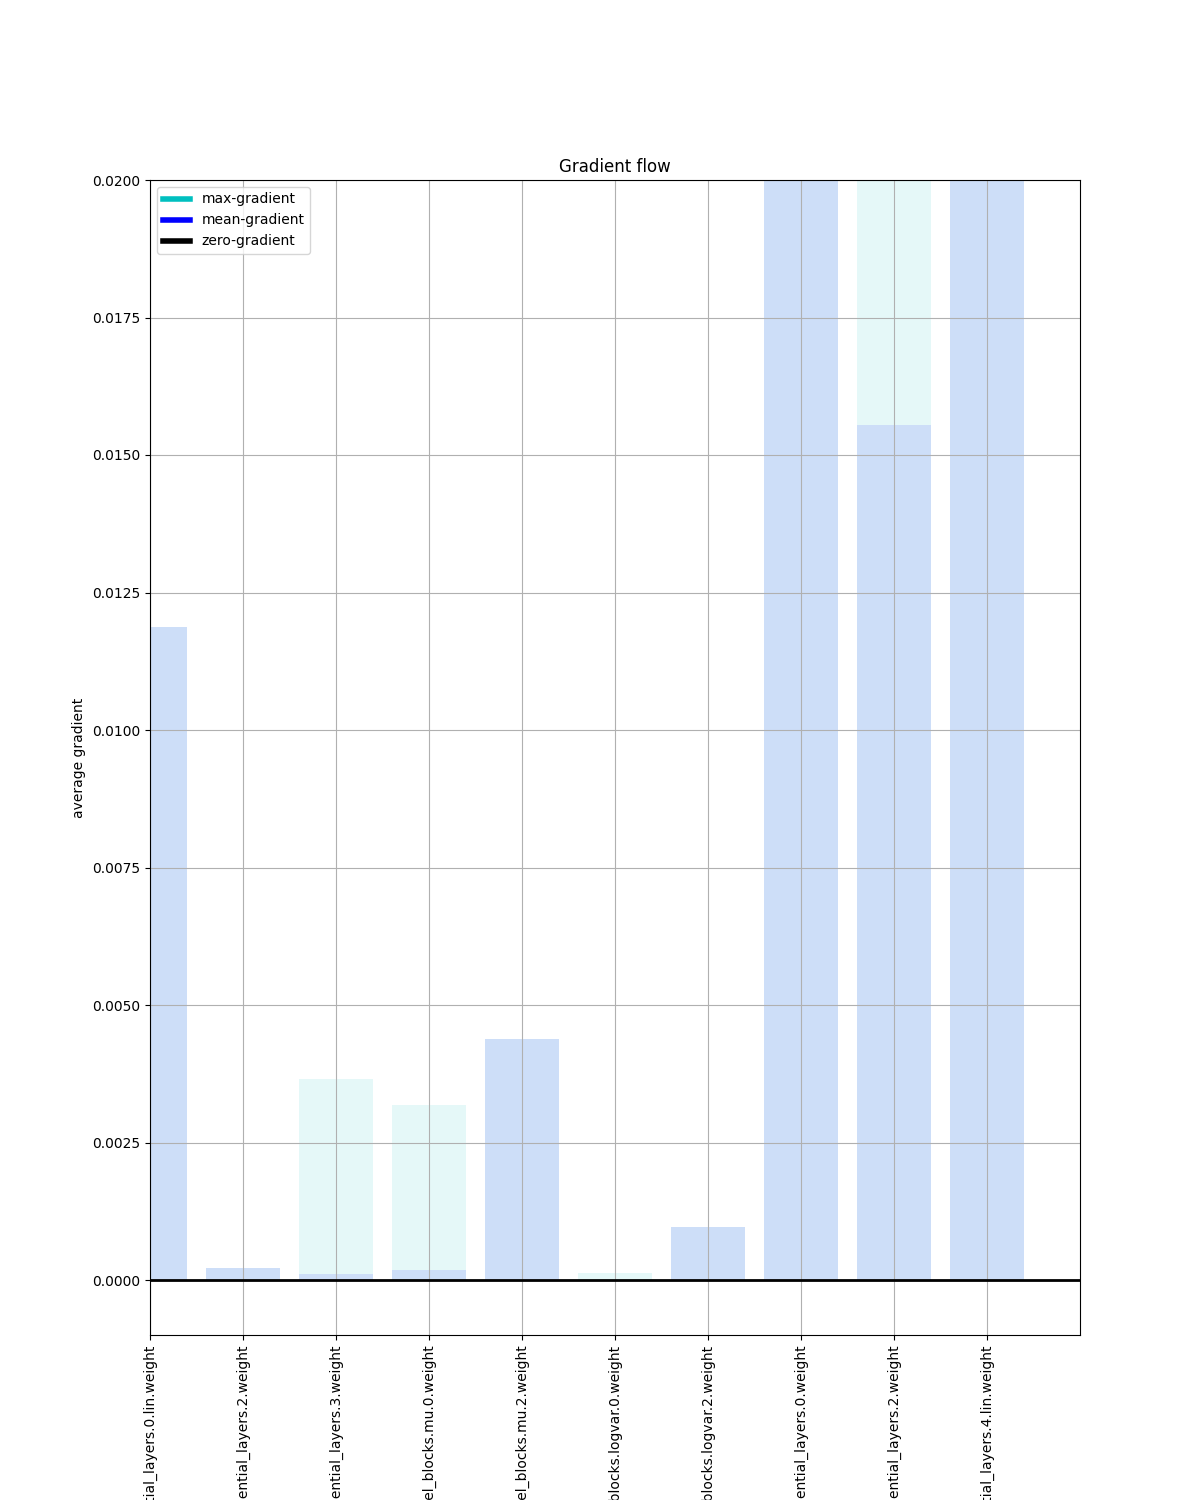 Gradient flow
max-gradient
mean-gradient
zero-gradient
0.0200
0.0175
0.0150
0.0125
0.0100
0.0075
0.0050
0.0025
0.0000
average gradient
tial_layers.0.lin.weight
ential_layers.2.weight
ential_layers.3.weight
el_blocks.mu.0.weight
el_blocks.mu.2.weight
blocks.logvar.0.weight
blocks.logvar.2.weight
ential_layers.0.weight
ential_layers.2.weight
tial_layers.4.lin.weight